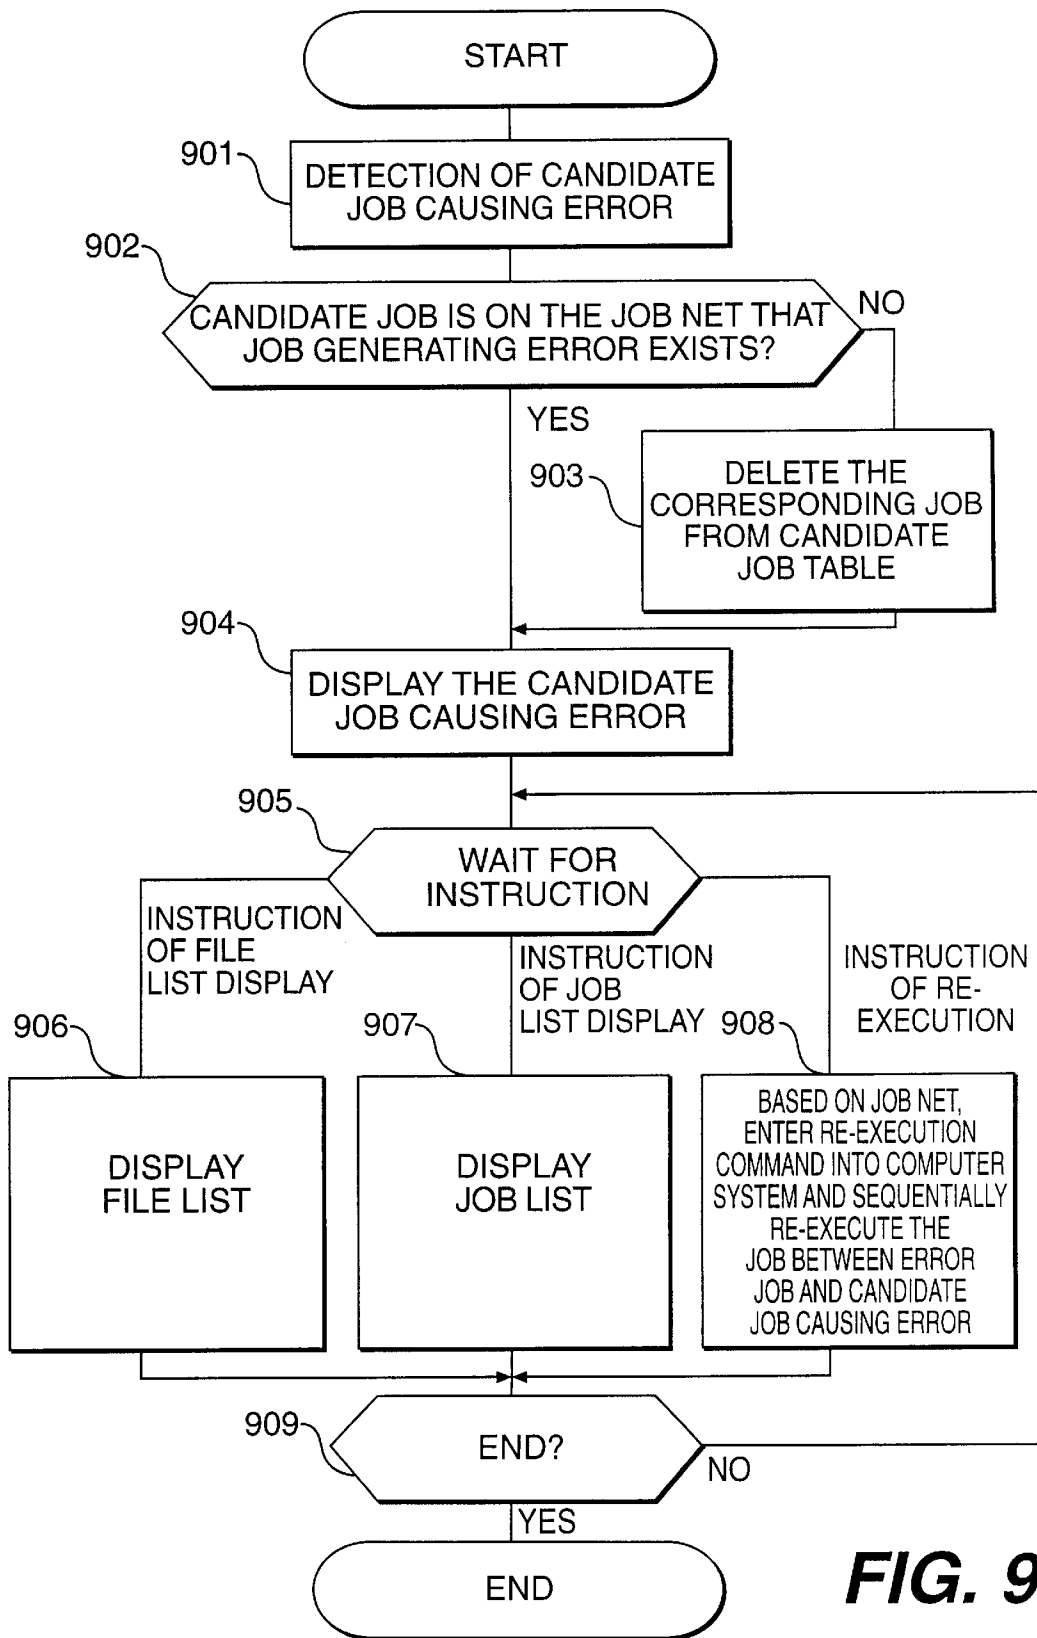 START
901
DETECTION OF CANDIDATE
JOB CAUSING ERROR
902
CANDIDATE JOB IS ON THE JOB NET THAT
JOB GENERATING ERROR EXISTS?
NO
YES
903
DELETE THE
CORRESPONDING JOB
FROM CANDIDATE
JOB TABLE
904
DISPLAY THE CANDIDATE
JOB CAUSING ERROR
905
WAIT FOR
INSTRUCTION
INSTRUCTION
OF FILE
LIST DISPLAY
INSTRUCTION
OF JOB
LIST DISPLAY
INSTRUCTION
OF RE-
EXECUTION
906
DISPLAY
FILE LIST
907
DISPLAY
JOB LIST
908
BASED ON JOB NET,
ENTER RE-EXECUTION
COMMAND INTO COMPUTER
SYSTEM AND SEQUENTIALLY
RE-EXECUTE THE
JOB BETWEEN ERROR
JOB AND CANDIDATE
JOB CAUSING ERROR
909
END?
NO
YES
END
FIG. 9